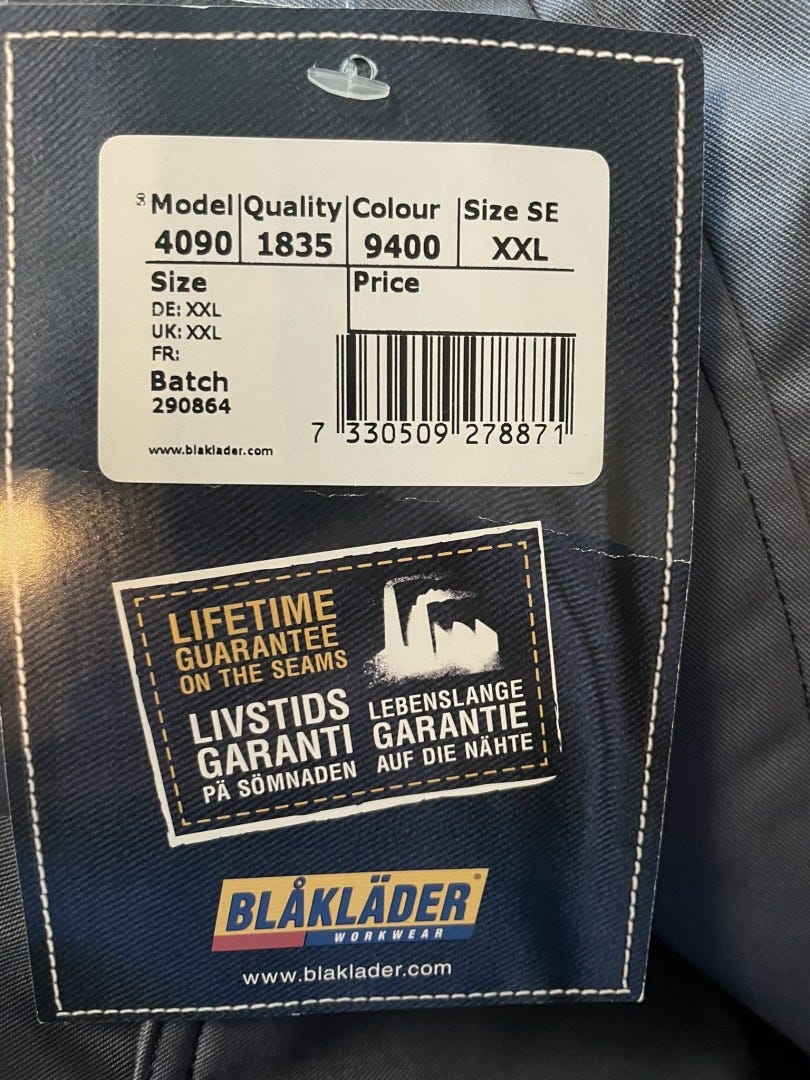 Model Quality Colour Size SE
4090 1835 9400 XXL
Size Price
DE: XXL
UK: XXL
FR:
Batch
290864
7 330509 278871
www.blaklader.com
LIFETIME
GUARANTEE
ON THE SEAMS
LIVSTIDS
GARANTI
PÅ SÖMNADEN
LEBENSLANGE
GARANTIE
AUF DIE NÄHTE
BLÅKLÄDER®
WORKWEAR
www.blaklader.com